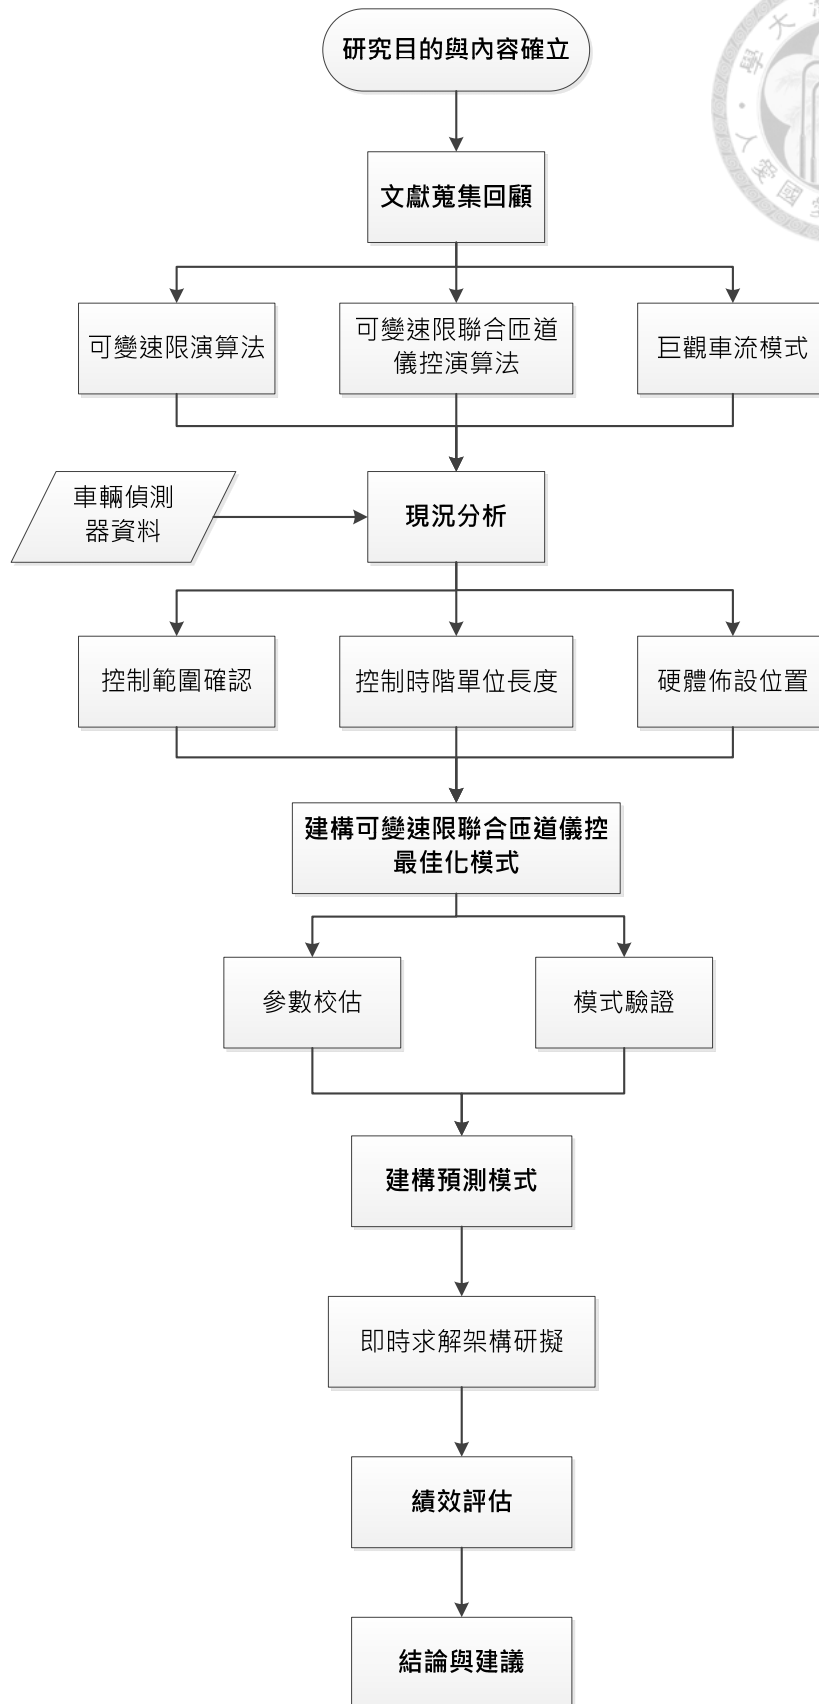 研究目的與內容確立
文獻蒐集回顧
可變速限演算法
可變速限聯合匝道
儀控演算法
巨觀車流模式
車輛偵測
器資料
現況分析
控制範圍確認
控制時階單位長度
硬體佈設位置
建構可變速限聯合匝道儀控
最佳化模式
參數校估
模式驗證
建構預測模式
即時求解架構研擬
績效評估
結論與建議
大
學
人
愛
國
愛